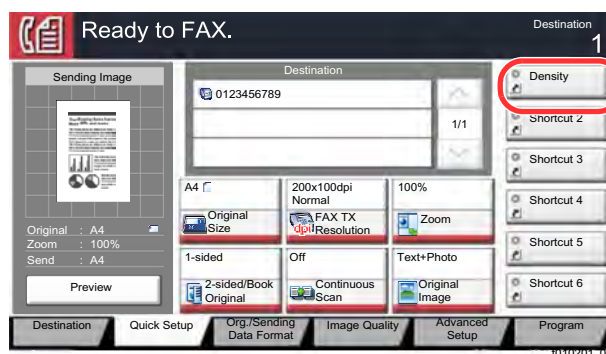 Ready to FAX.
Destination
1
Sending Image
Original : A4
Zoom : 100%
Send : A4
Preview
Destination
0123456789
1/1
A4
Original
Size
200x100dpi
Normal
FAX TX
dpi Resolution
100%
Zoom
1-sided
2-sided/Book
Original
Off
Continuous
Scan
Text+Photo
Original
Image
Density
Shortcut 2
Shortcut 3
Shortcut 4
Shortcut 5
Shortcut 6
Destination
Quick Setup
Org./Sending
Data Format
Image Quality
Advanced
Setup
Program